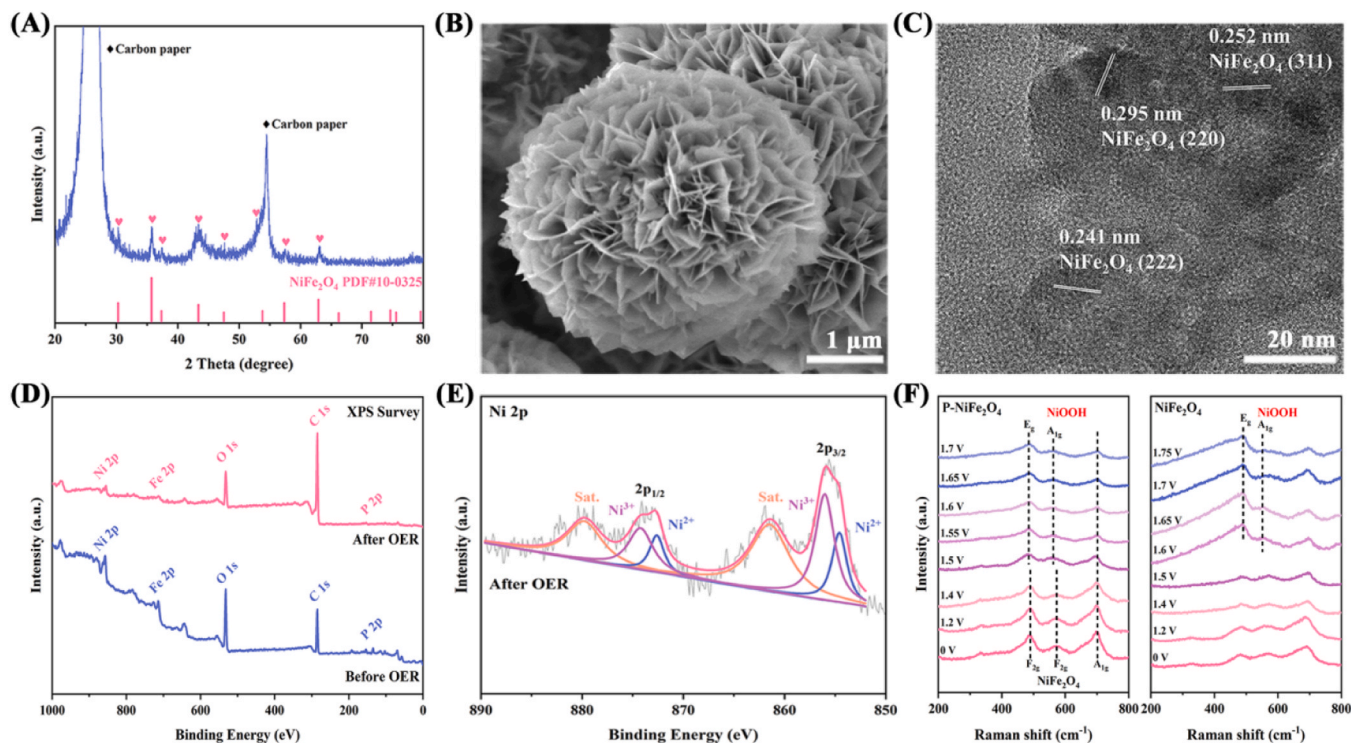 (A)
◆Carbon paper
◆Carbon paper
NiFe₂O₄ PDF#10-0325
Intensity (a.u.)
20 30 40 50 60 70 80
2 Theta (degree)
(B)
1 μm
(C)
0.252 nm
NiFe₂O₄ (311)
0.295 nm
NiFe₂O₄ (220)
0.241 nm
NiFe₂O₄ (222)
20 nm
(D)
XPS Survey
Ni 2p
Fe 2p
O 1s
C 1s
P 2p
After OER
Ni 2p
Fe 2p
O 1s
C 1s
P 2p
Before OER
Intensity (a.u.)
1000 800 600 400 200 0
Binding Energy (eV)
(E)
Ni 2p
2p₃/₂
2p₁/₂
Sat.
Ni³⁺
Ni²⁺
Sat.
Ni³⁺
Ni²⁺
After OER
Intensity (a.u.)
890 880 870 860 850
Binding Energy (eV)
(F)
P-NiFe₂O₄
NiOOH
E_g
A₁g
1.7 V
1.65 V
1.6 V
1.55 V
1.5 V
1.4 V
1.2 V
0 V
F₂g
F₂g
A₁g
NiFe₂O₄
Intensity (a.u.)
200 400 600 800
Raman shift (cm⁻¹)
NiFe₂O₄
NiOOH
E_g
A₁g
1.75 V
1.7 V
1.65 V
1.6 V
1.5 V
1.4 V
1.2 V
0 V
Intensity (a.u.)
200 400 600 800
Raman shift (cm⁻¹)